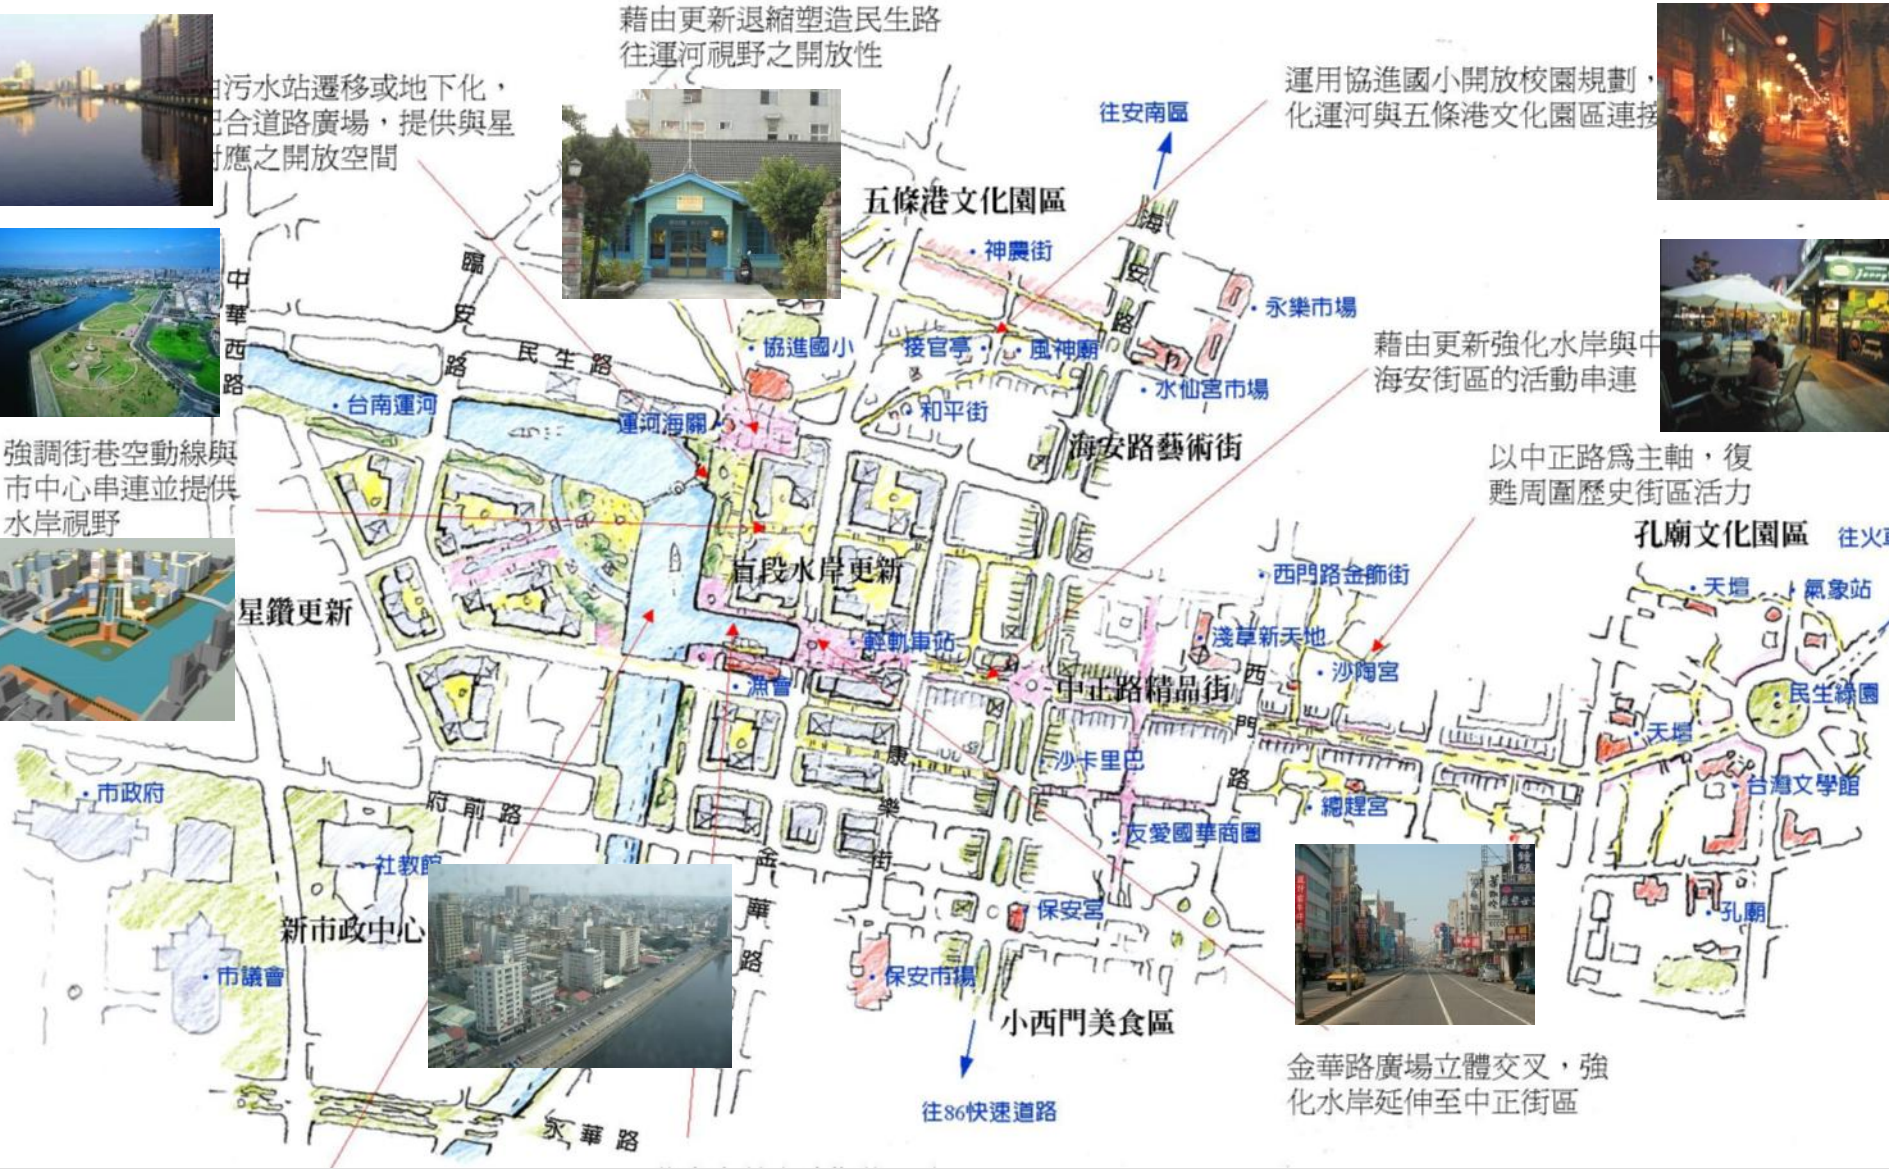 藉由更新退縮塑造民生路
往運河視野之開放性
污水站遷移或地下化，
合道路廣場，提供與星
應之開放空間
運用協進國小開放校園規劃，
化運河與五條港文化園區連接
往安南區
五條港文化園區
神農街
海安路
永樂市場
中華西路
臨安路
民生路
協進國小
接官亭
風神廟
水仙宮市場
藉由更新強化水岸與中
海安街區的活動串連
台南運河
運河海關
和平街
海安路藝術街
強調街巷空動線與
市中心串連並提供
水岸視野
以中正路為主軸，復
甦周圍歷史街區活力
孔廟文化園區
往火
盲段水岸更新
西門路金飾街
天壇
氣象站
星鑽更新
輕軌車站
淺草新天地
沙陶宮
漁會
中正路精品街
西門路
民生綠園
天壇
康樂街
沙卡里巴
市政府
府前路
台灣文學館
總趕宮
友愛國華商圈
社教館
金華路
保安宮
孔廟
新市政中心
市議會
保安市場
小西門美食區
金華路廣場立體交叉，強
化水岸延伸至中正街區
往86快速道路
永華路